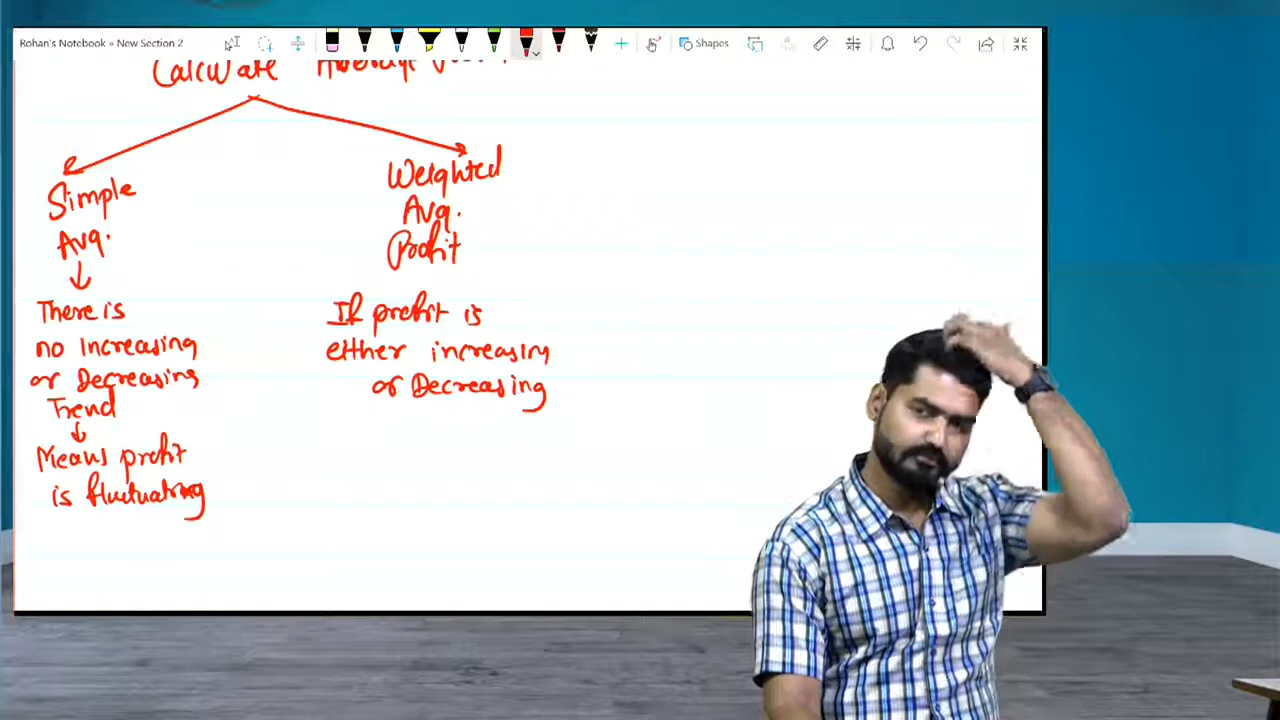 Rohan's Notebook » New Section 2
Shapes
Calculate Average
Simple
Avg.
There is
no increasing
or Decreasing
Trend
Means profit
is fluctuating
Weighted
Avg.
Profit
If profit is
either increasing
or Decreasing